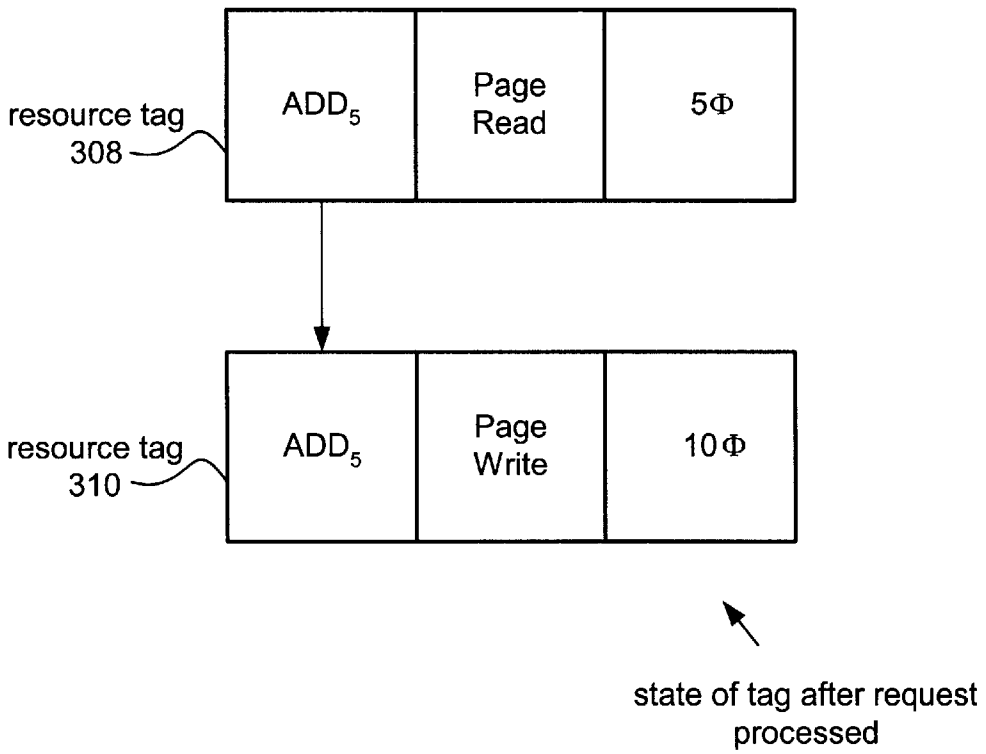 resource tag
308
ADD₅
Page
Read
5Φ
resource tag
310
ADD₅
Page
Write
10Φ
state of tag after request
processed